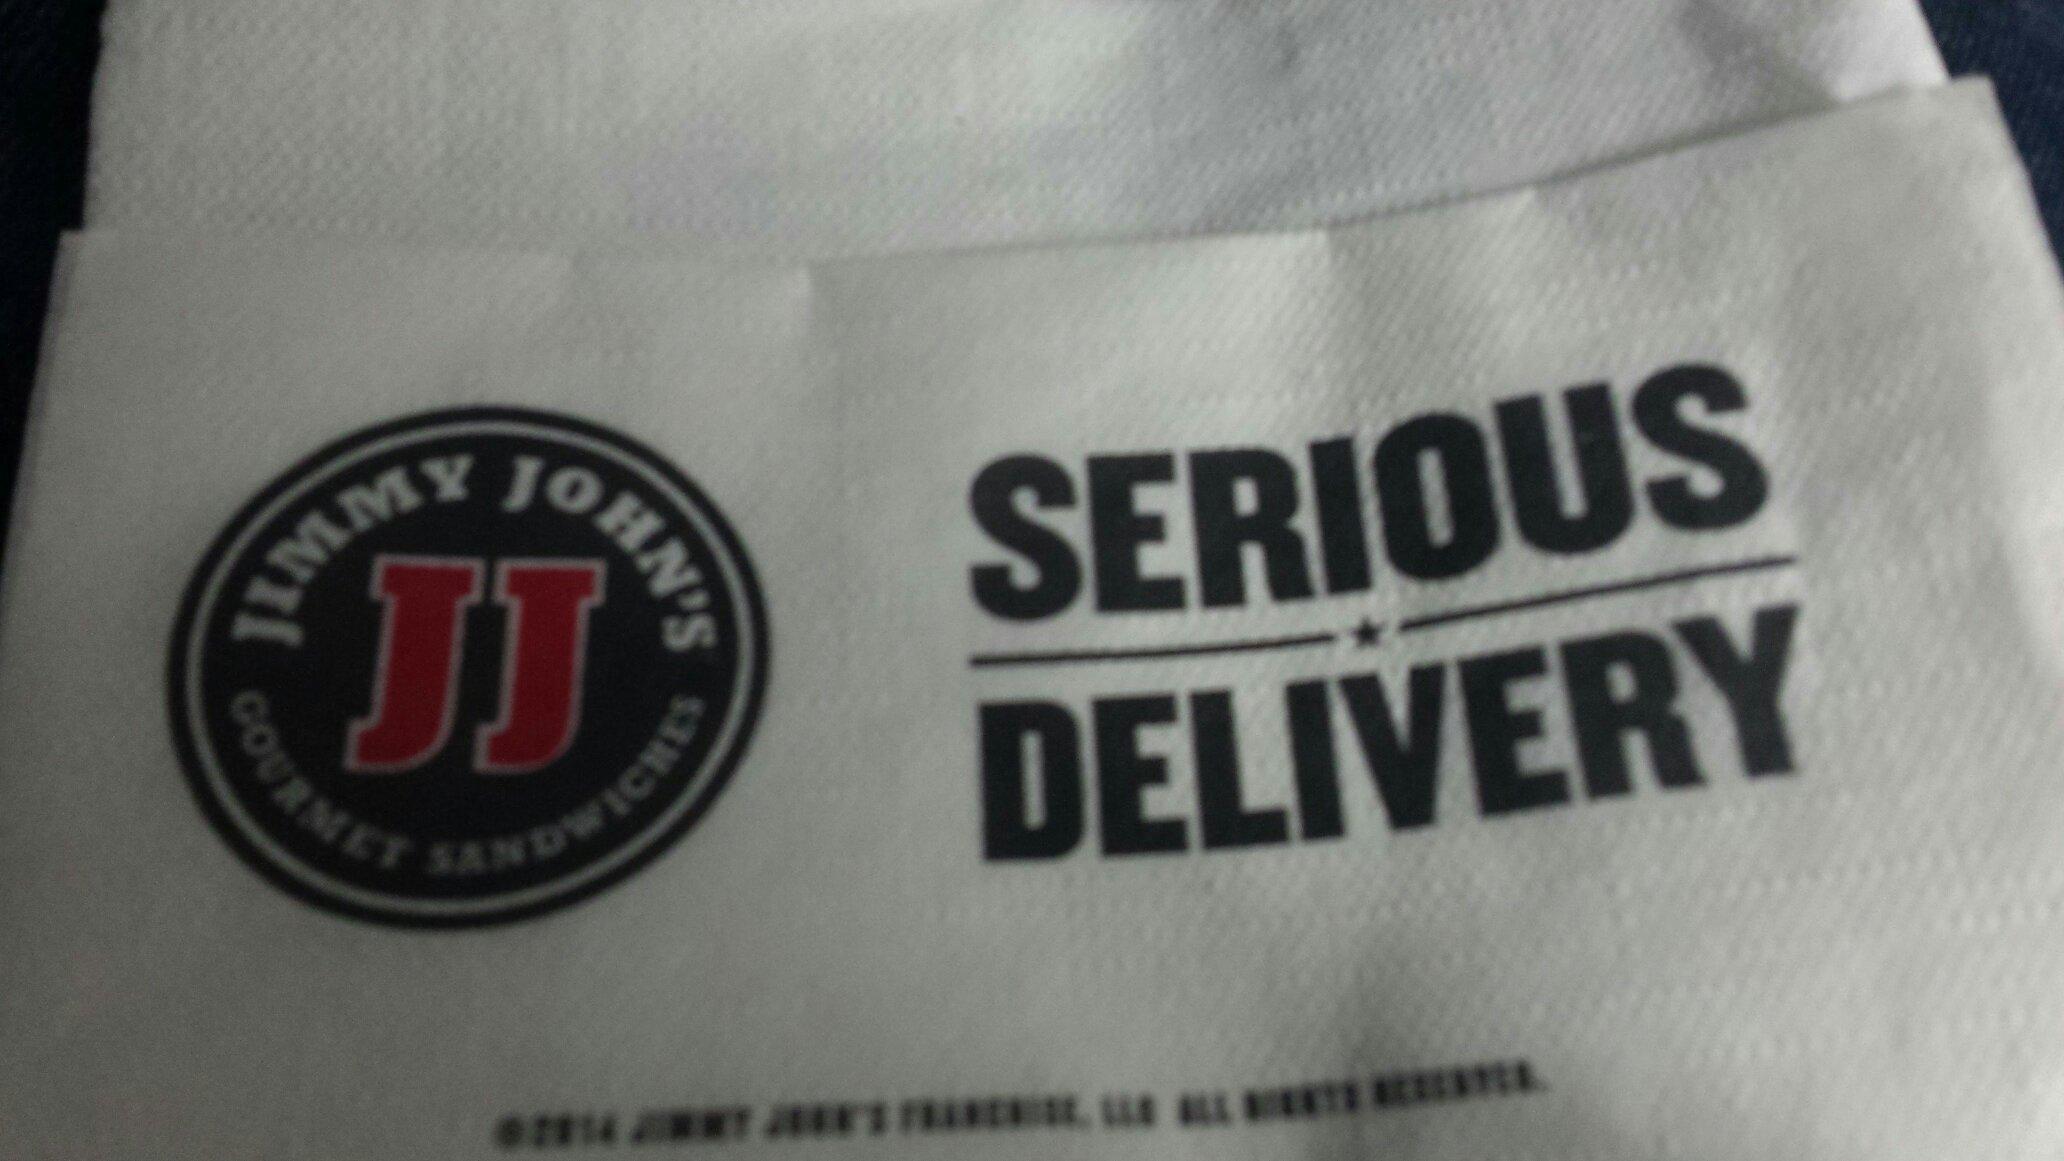 JIMMY JOHN'S
JJ
GOURMET SANDWICHES
SERIOUS
DELIVERY
©2014 JIMMY JOHN'S FRANCHISE, LLC ALL RIGHTS RESERVED.